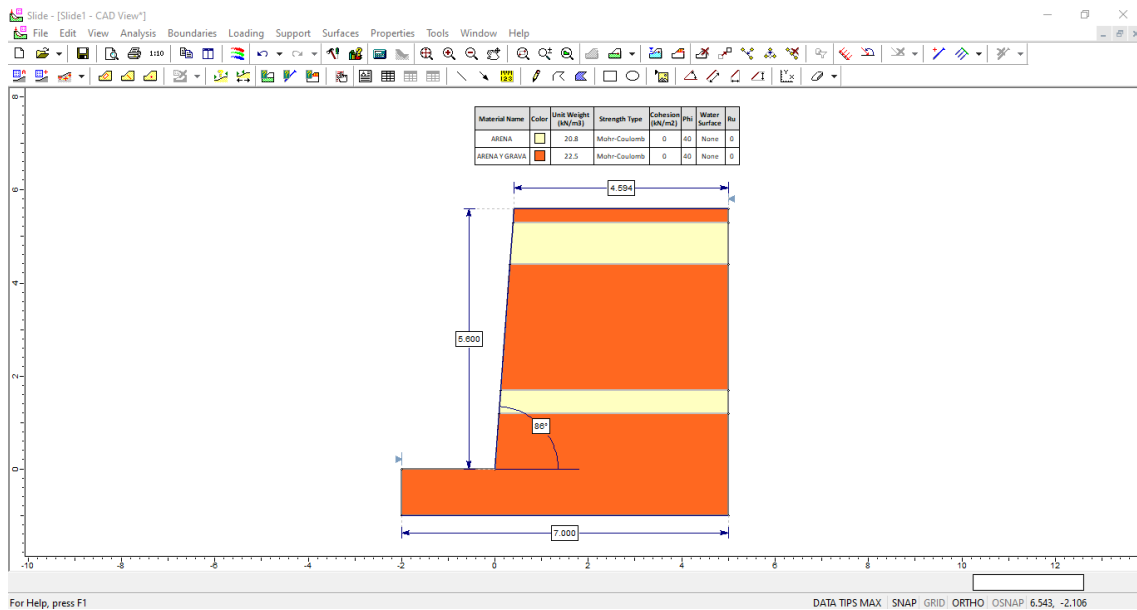 Slide - [Slide1 - CAD View*]
File Edit View Analysis Boundaries Loading Support Surfaces Properties Tools Window Help
1:10
Material Name Color Unit Weight (kN/m3) Strength Type Cohesion (kN/m2) Phi Water Surface Ru
ARENA 20.8 Mohr-Coulomb 0 40 None 0
ARENA Y GRAVA 22.5 Mohr-Coulomb 0 40 None 0
8
6
4.594
4
5.600
2
86°
0
7.000
-10 -8 -6 -4 -2 0 2 4 6 8 10 12
For Help, press F1 DATA TIPS MAX SNAP GRID ORTHO OSNAP 6.543, -2.106